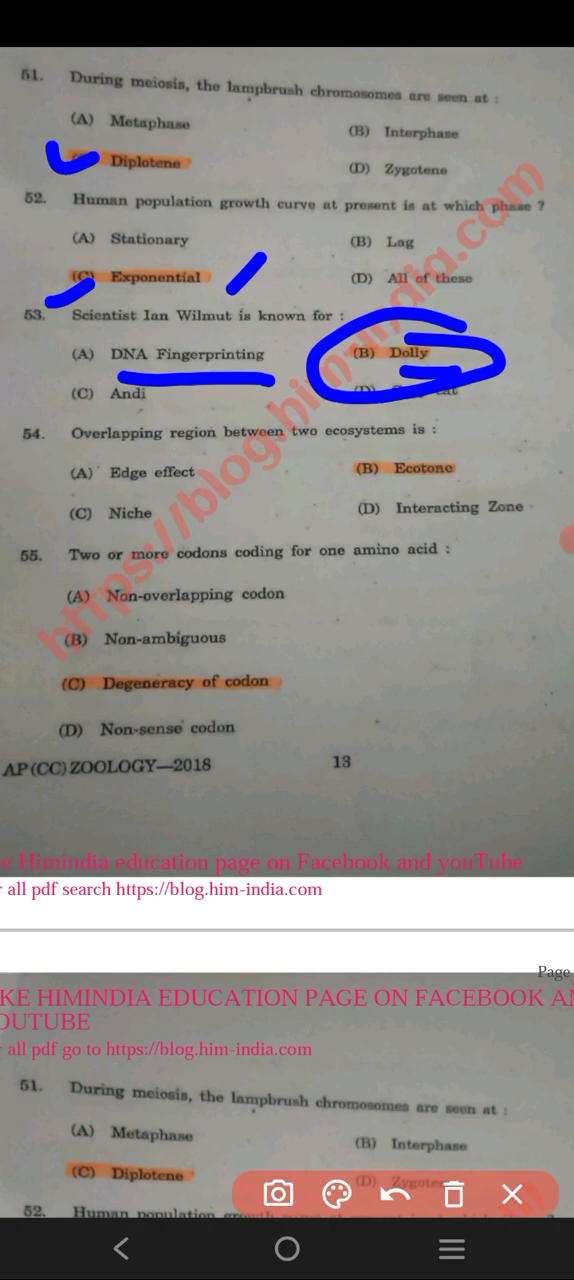 51. During meiosis, the lampbrush chromosomes are seen at :
(A) Metaphase (B) Interphase
Diplotene (D) Zygotene
52. Human population growth curve at present is at which phase ?
(A) Stationary (B) Lag
(C) Exponential (D) All of these
53. Scientist Ian Wilmut is known for :
(A) DNA Fingerprinting (B) Dolly
(C) Andi (D)
54. Overlapping region between two ecosystems is :
(A) Edge effect (B) Ecotone
(C) Niche (D) Interacting Zone
55. Two or more codons coding for one amino acid :
(A) Non-overlapping codon
(B) Non-ambiguous
(C) Degeneracy of codon
(D) Non-sense codon
AP(CC) ZOOLOGY—2018 13
https://blog.him-india.com
e Himindia education page on Facebook and youTube
r all pdf search https://blog.him-india.com
Page
KE HIMINDIA EDUCATION PAGE ON FACEBOOK AN
OUTUBE
r all pdf go to https://blog.him-india.com
51. During meiosis, the lampbrush chromosomes are seen at :
(A) Metaphase (B) Interphase
(C) Diplotene (D) Zygote
52. Human population